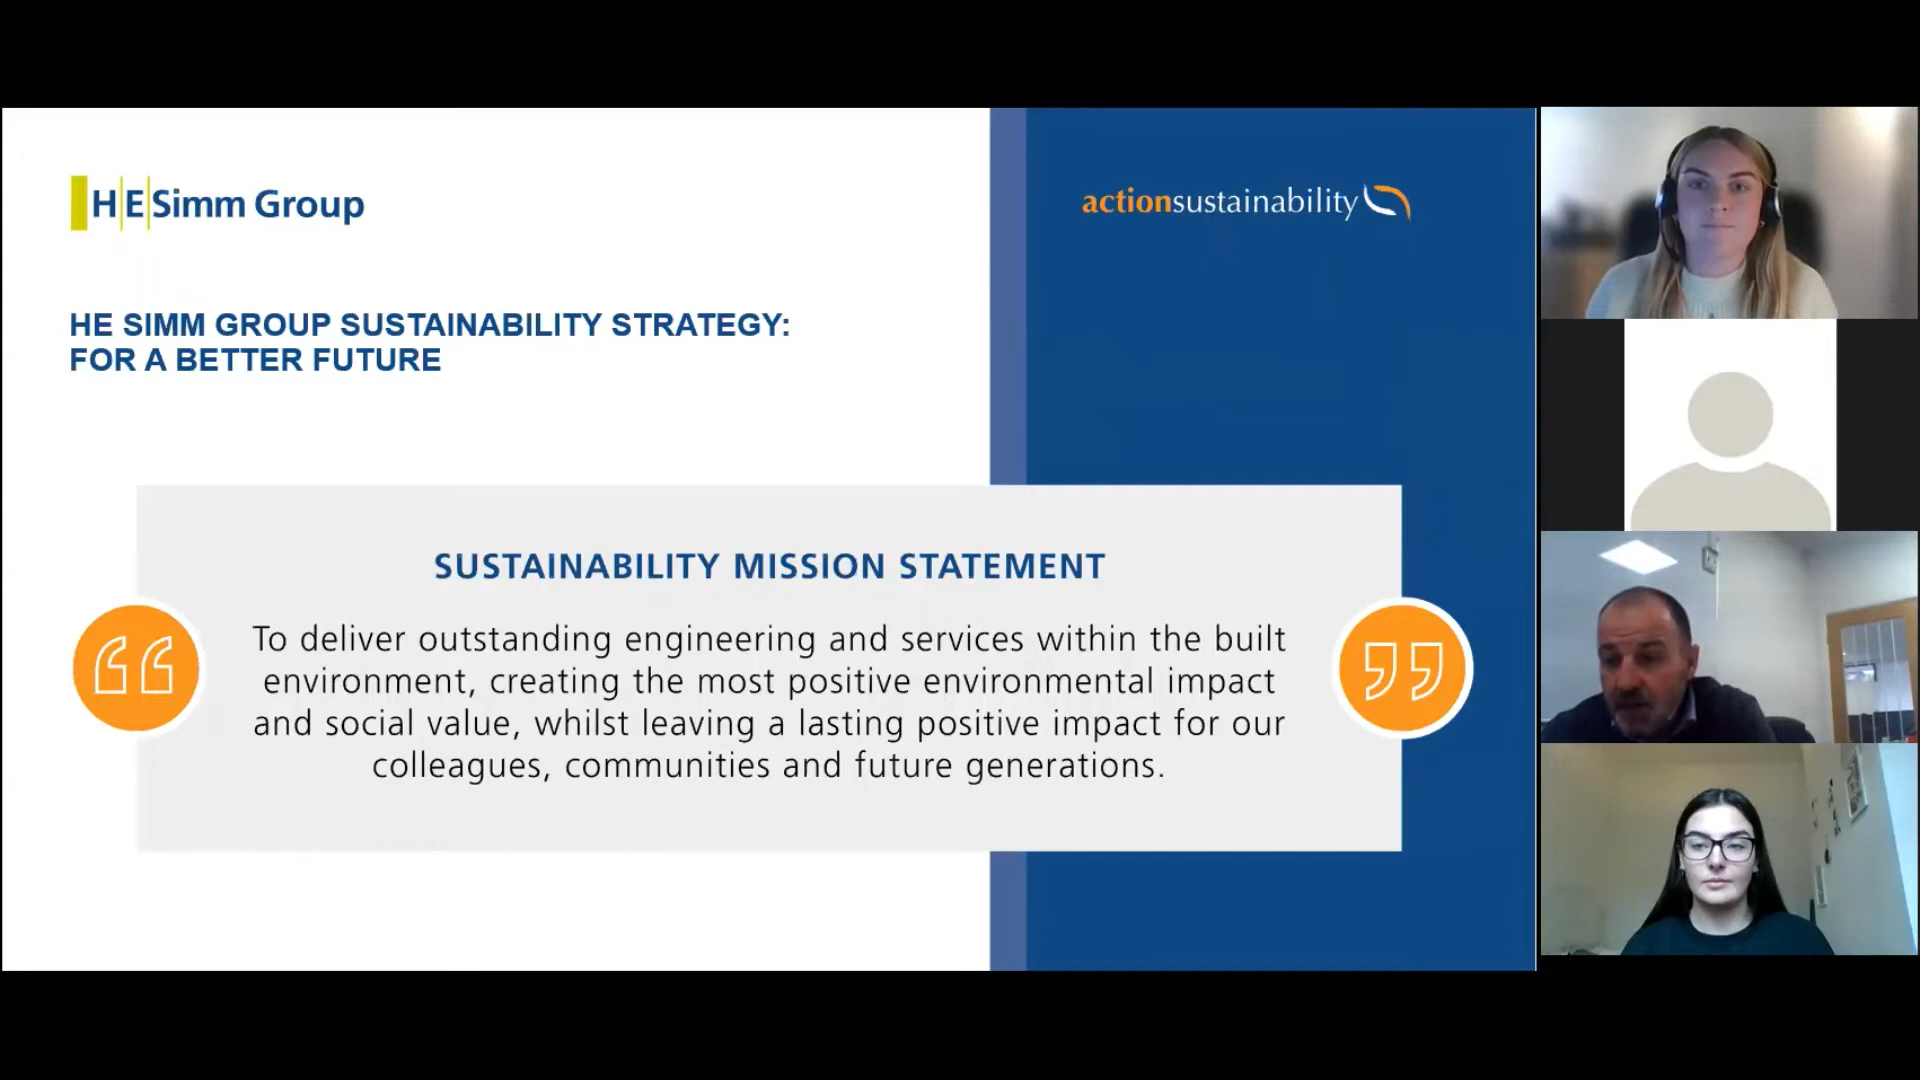 HE Simm Group
actionsustainability
HE SIMM GROUP SUSTAINABILITY STRATEGY:
FOR A BETTER FUTURE
SUSTAINABILITY MISSION STATEMENT
To deliver outstanding engineering and services within the built
environment, creating the most positive environmental impact
and social value, whilst leaving a lasting positive impact for our
colleagues, communities and future generations.